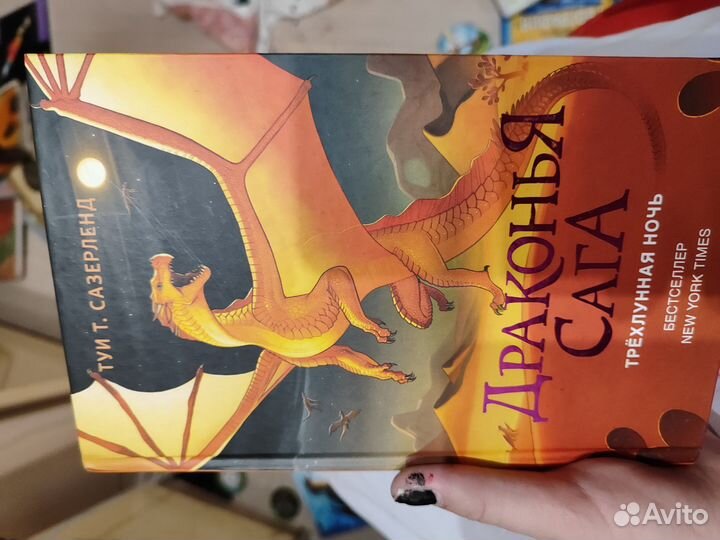 ТУИ Т. САЗЕРЛЕНД
ДРАКОНЬЯ
САГА
ТРЁХЛУННАЯ НОЧЬ
БЕСТСЕЛЛЕР
NEW YORK TIMES
Avito